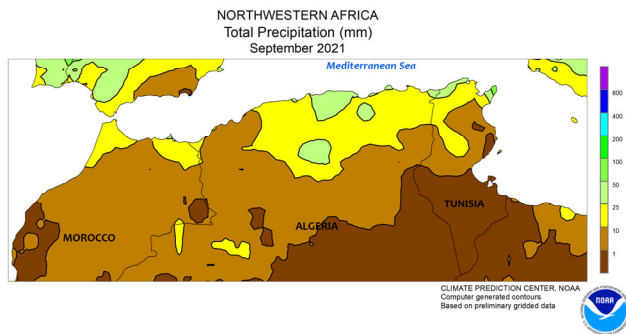 NORTHWESTERN AFRICA
Total Precipitation (mm)
September 2021
Mediterranean Sea
800
400
200
100
50
25
10
1
MOROCCO
ALGERIA
TUNISIA
CLIMATE PREDICTION CENTER, NOAA
Computer generated contours
Based on preliminary gridded data
NOAA